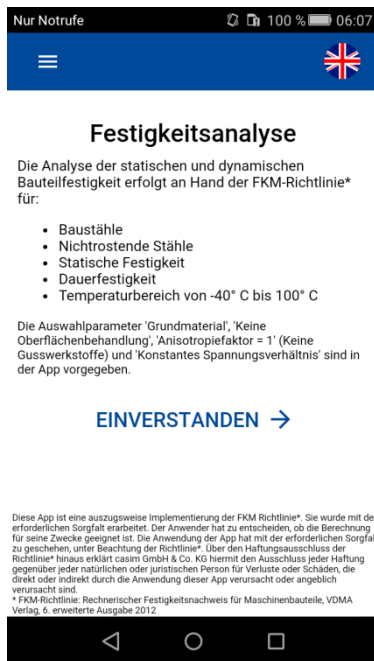 Nur Notrufe
100 %
06:07
Festigkeitsanalyse
Die Analyse der statischen und dynamischen
Bauteilfestigkeit erfolgt an Hand der FKM-Richtlinie*
für:
• Baustähle
• Nichtrostende Stähle
• Statische Festigkeit
• Dauerfestigkeit
• Temperaturbereich von -40° C bis 100° C
Die Auswahlparameter 'Grundmaterial', 'Keine
Oberflächenbehandlung', 'Anisotropiefaktor = 1' (Keine
Gusswerkstoffe) und 'Konstantes Spannungsverhältnis' sind in
der App vorgegeben.
EINVERSTANDEN →
Diese App ist eine auszugsweise Implementierung der FKM Richtlinie*. Sie wurde mit de
erforderlichen Sorgfalt erarbeitet. Der Anwender hat zu entscheiden, ob die Berechnung
für seine Zwecke geeignet ist. Die Anwendung der App hat mit der erforderlichen Sorgfal
zu geschehen, unter Beachtung der Richtlinie*. Über den Haftungsausschluss der
Richtlinie* hinaus erklärt casim GmbH & Co. KG hiermit den Ausschluss jeder Haftung
gegenüber jeder natürlichen oder juristischen Person für Verluste oder Schäden, die
direkt oder indirekt durch die Anwendung dieser App verursacht oder angeblich
verursacht sind.
* FKM-Richtlinie: Rechnerischer Festigkeitsnachweis für Maschinenbauteile, VDMA
Verlag, 6. erweiterte Ausgabe 2012